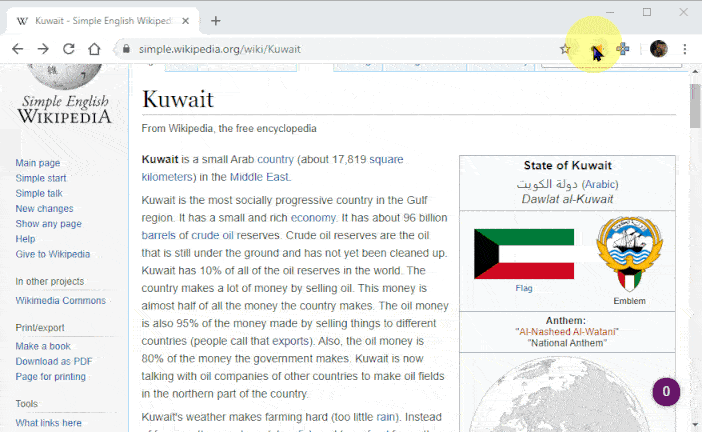 Kuwait - Simple English Wikipedi
simple.wikipedia.org/wiki/Kuwait
Simple English
WIKIPEDIA
Main page
Simple start
Simple talk
New changes
Show any page
Help
Give to Wikipedia
In other projects
Wikimedia Commons
Print/export
Make a book
Download as PDF
Page for printing
Tools
What links here
Kuwait
From Wikipedia, the free encyclopedia
Kuwait is a small Arab country (about 17,819 square
kilometers) in the Middle East.
Kuwait is the most socially progressive country in the Gulf
region. It has a small and rich economy. It has about 96 billion
barrels of crude oil reserves. Crude oil reserves are the oil
that is still under the ground and has not yet been cleaned up.
Kuwait has 10% of all of the oil reserves in the world. The
country makes a lot of money by selling oil. This money is
almost half of all the money the country makes. The oil money
is also 95% of the money made by selling things to different
countries (people call that exports). Also, the oil money is
80% of the money the government makes. Kuwait is now
talking with oil companies of other countries to make oil fields
in the northern part of the country.
Kuwait's weather makes farming hard (too little rain). Instead
State of Kuwait
دولة الكويت (Arabic)
Dawlat al-Kuwait
Flag
Emblem
Anthem:
"Al-Nasheed Al-Watani"
"National Anthem"
0